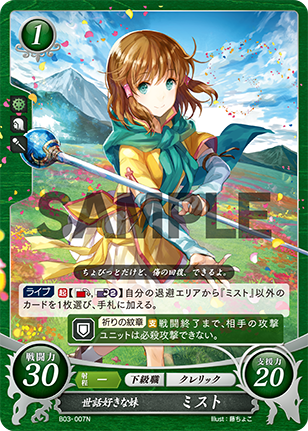 1
SAMPLE
ちょびっとだけど、傷の回復、できるよ。
ライブ 起 自分の退避エリアから『ミスト』以外の
カードを1枚選び、手札に加える。
祈りの紋章 支 戦闘終了まで、相手の攻撃
ユニットは必殺攻撃できない。
戦闘力
30
射程 − 下級職 クレリック
支援力
20
世話好きな妹 ミスト
B03-007N
Illust:藤ちょこ